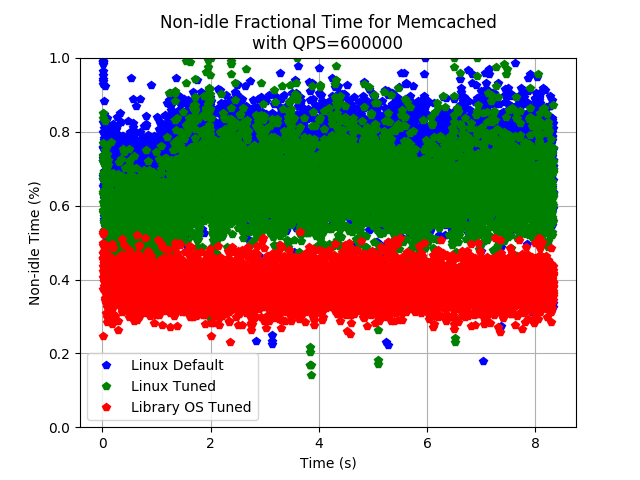 Non-idle Fractional Time for Memcached
with QPS=600000
Non-idle Time (%)
1.0
0.8
0.6
0.4
0.2
0.0
Linux Default
Linux Tuned
Library OS Tuned
0
2
4
6
8
Time (s)